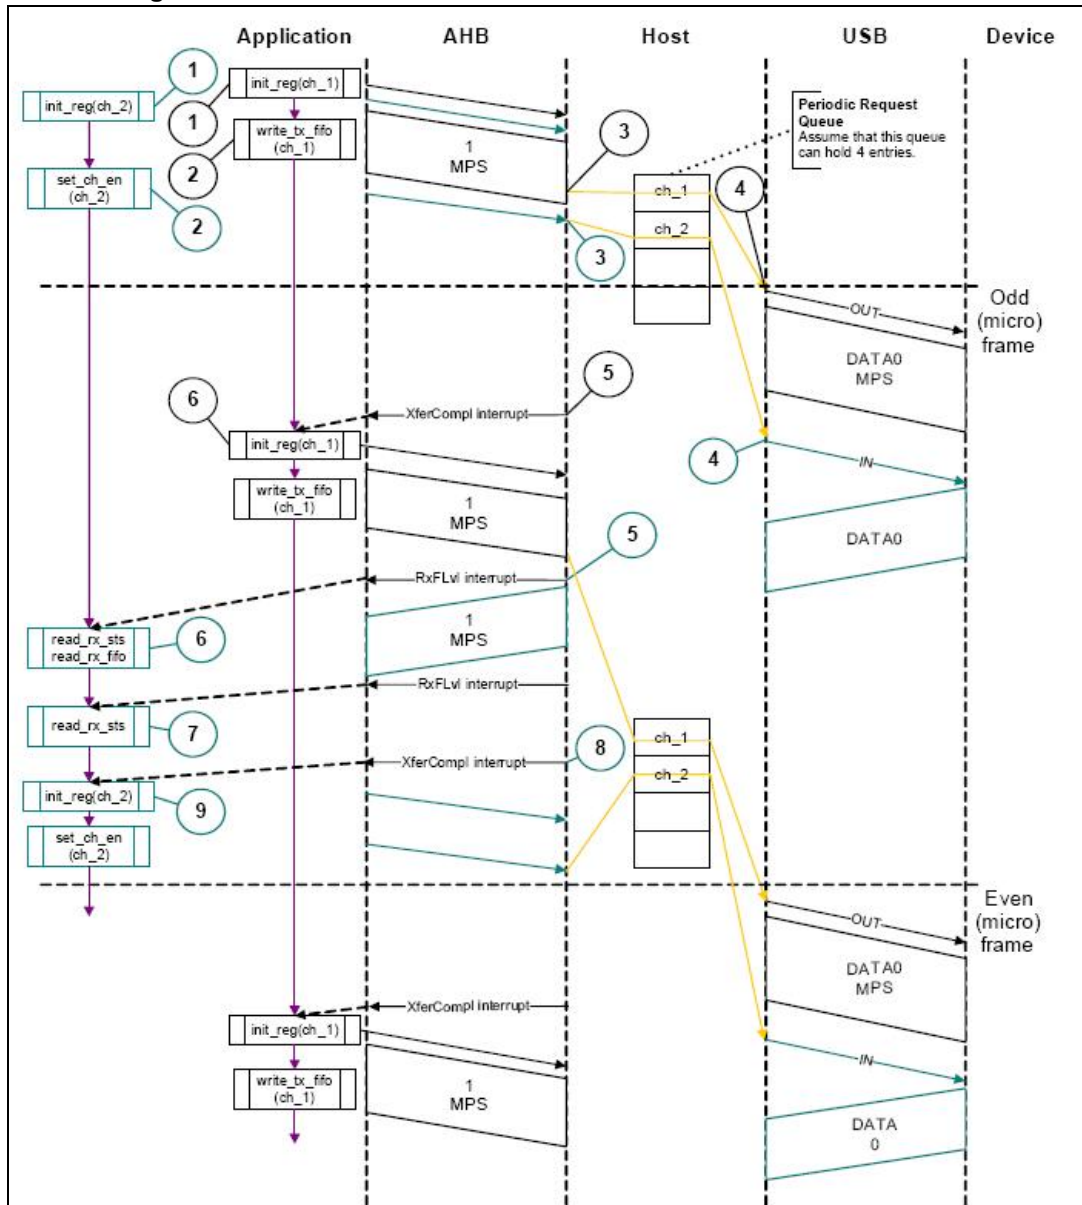 Application
AHB
Host
USB
Device
1
init_reg(ch_2)
init_reg(ch_1)
1
Periodic Request
Queue
Assume that this queue
can hold 4 entries.
write_tx_fifo
(ch_1)
2
1
MPS
3
set_ch_en
(ch_2)
2
ch_1
4
ch_2
3
Odd
(micro)
frame
OUT
DATA0
MPS
5
6
XferCompl interrupt
init_reg(ch_1)
4
IN
write_tx_fifo
(ch_1)
1
MPS
5
DATA0
RxFLvl interrupt
1
MPS
read_rx_sts
read_rx_fifo
6
RxFLvl interrupt
read_rx_sts
7
ch_1
8
XferCompl interrupt
ch_2
init_reg(ch_2)
9
set_ch_en
(ch_2)
Even
(micro)
frame
OUT
DATA0
MPS
XferCompl interrupt
init_reg(ch_1)
IN
write_tx_fifo
(ch_1)
1
MPS
DATA
0